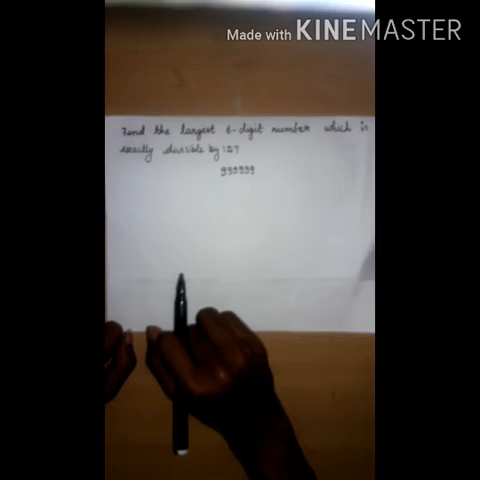 Made with KINEMASTER
Find the largest 6-digit number which is
exactly divisible by 127
999999